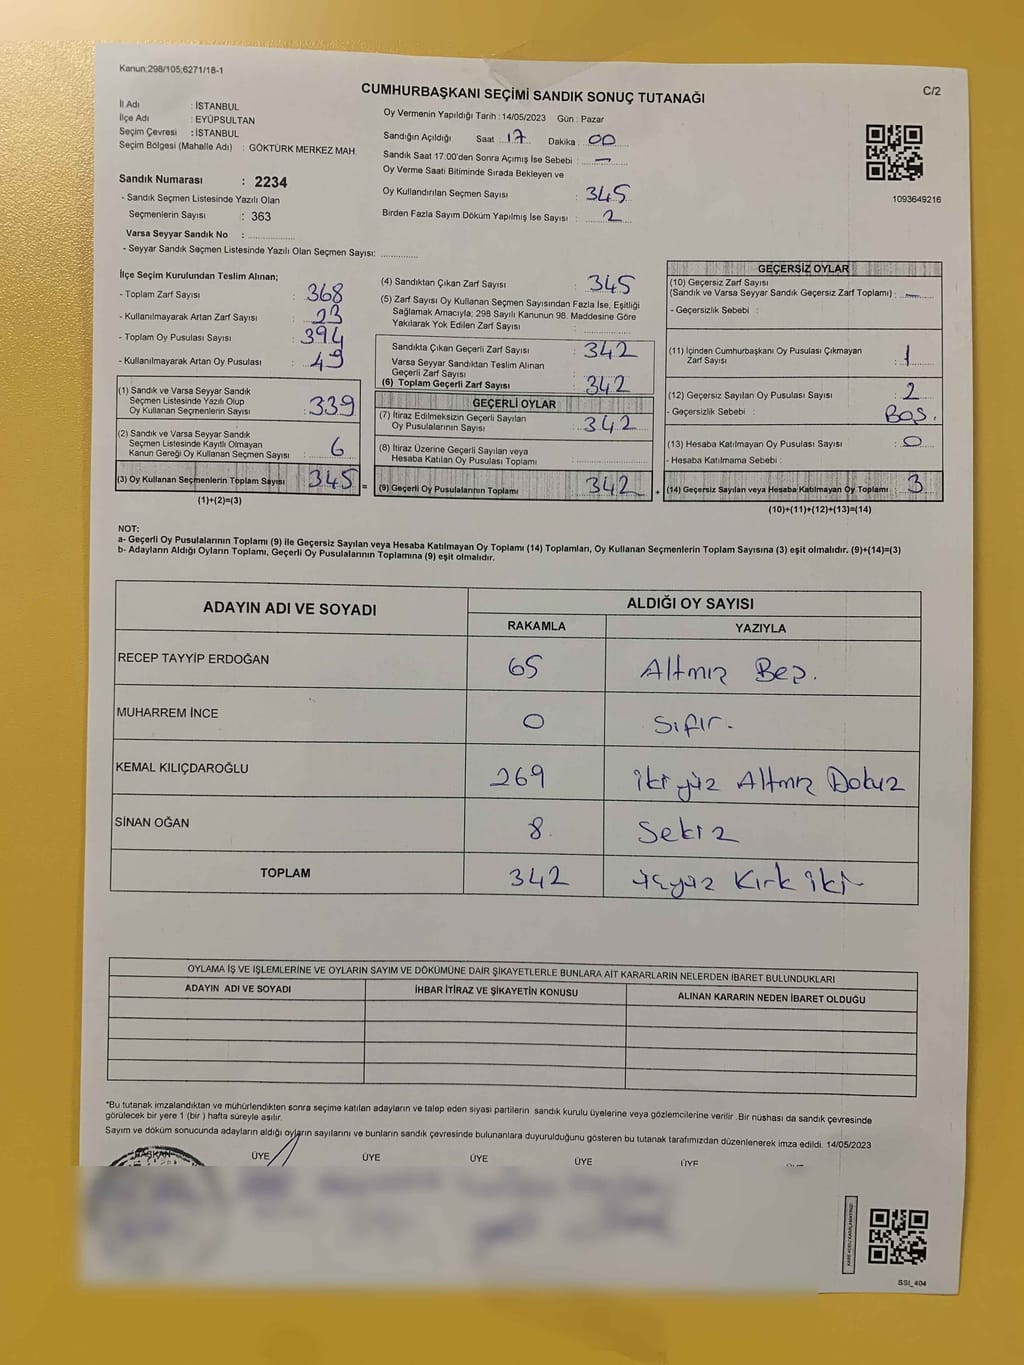 Kanun:298/105,6271/18-1
C/2
CUMHURBAŞKANI SEÇİMİ SANDIK SONUÇ TUTANAĞI
İl Adı : İSTANBUL
İlçe Adı : EYÜPSULTAN
Seçim Çevresi : İSTANBUL
Seçim Bölgesi (Mahalle Adı) : GÖKTÜRK MERKEZ MAH.
Sandık Numarası : 2234
- Sandık Seçmen Listesinde Yazılı Olan
Seçmenlerin Sayısı : 363
Varsa Seyyar Sandık No :
- Seyyar Sandık Seçmen Listesinde Yazılı Olan Seçmen Sayısı:
Oy Vermenin Yapıldığı Tarih :14/05/2023 Gün : Pazar
Sandığın Açıldığı Saat : 17 Dakika : 00
Sandık Saat 17:00'den Sonra Açımış İse Sebebi : —
Oy Verme Saati Bitiminde Sırada Bekleyen ve
Oy Kullandırılan Seçmen Sayısı : 345
Birden Fazla Sayım Döküm Yapılmış İse Sayısı : 2
1093649216
İlçe Seçim Kurulundan Teslim Alınan;
- Toplam Zarf Sayısı : 368
- Kullanılmayarak Artan Zarf Sayısı : 23
- Toplam Oy Pusulası Sayısı : 394
- Kullanılmayarak Artan Oy Pusulası : 49
(1) Sandık ve Varsa Seyyar Sandık
Seçmen Listesinde Yazılı Olup
Oy Kullanan Seçmenlerin Sayısı : 339
(2) Sandık ve Varsa Seyyar Sandık
Seçmen Listesinde Kayıtlı Olmayan
Kanun Gereği Oy Kullanan Seçmen Sayısı : 6
(3) Oy Kullanan Seçmenlerin Toplam Sayısı : 345 =
(1)+(2)=(3)
(4) Sandıktan Çıkan Zarf Sayısı : 345
(5) Zarf Sayısı Oy Kullanan Seçmen Sayısından Fazla İse, Eşitliği
Sağlamak Amacıyla; 298 Sayılı Kanunun 98. Maddesine Göre
Yakılarak Yok Edilen Zarf Sayısı :
Sandıkta Çıkan Geçerli Zarf Sayısı : 342
Varsa Seyyar Sandıktan Teslim Alınan
Geçerli Zarf Sayısı :
(6) Toplam Geçerli Zarf Sayısı : 342
GEÇERLİ OYLAR
(7) İtiraz Edilmeksizin Geçerli Sayılan
Oy Pusulalarının Sayısı : 342
(8) İtiraz Üzerine Geçerli Sayılan veya
Hesaba Katılan Oy Pusulası Toplamı :
(9) Geçerli Oy Pusulalarının Toplamı : 342 +
GEÇERSİZ OYLAR
(10) Geçersiz Zarf Sayısı
(Sandık ve Varsa Seyyar Sandık Geçersiz Zarf Toplamı) : —
- Geçersizlik Sebebi :
(11) İçinden Cumhurbaşkanı Oy Pusulası Çıkmayan
Zarf Sayısı : 1
(12) Geçersiz Sayılan Oy Pusulası Sayısı : 2
- Geçersizlik Sebebi : Boş.
(13) Hesaba Katılmayan Oy Pusulası Sayısı : 0
- Hesaba Katılmama Sebebi :
(14) Geçersiz Sayılan veya Hesaba Katılmayan Oy Toplamı : 3
(10)+(11)+(12)+(13)=(14)
NOT:
a- Geçerli Oy Pusulalarının Toplamı (9) ile Geçersiz Sayılan veya Hesaba Katılmayan Oy Toplamı (14) Toplamları, Oy Kullanan Seçmenlerin Toplam Sayısına (3) eşit olmalıdır. (9)+(14)=(3)
b- Adayların Aldığı Oyların Toplamı, Geçerli Oy Pusulalarının Toplamına (9) eşit olmalıdır.
ADAYIN ADI VE SOYADI
ALDIĞI OY SAYISI
RAKAMLA YAZIYLA
RECEP TAYYİP ERDOĞAN 65 Altmış Beş.
MUHARREM İNCE 0 Sıfır.
KEMAL KILIÇDAROĞLU 269 iki yüz Altmış Dokuz
SİNAN OĞAN 8. Sekiz
TOPLAM 342 üçyüz Kırk iki
OYLAMA İŞ VE İŞLEMLERİNE VE OYLARIN SAYIM VE DÖKÜMÜNE DAİR ŞİKAYETLERLE BUNLARA AİT KARARLARIN NELERDEN İBARET BULUNDUKLARI
ADAYIN ADI VE SOYADI İHBAR İTİRAZ VE ŞİKAYETİN KONUSU ALINAN KARARIN NEDEN İBARET OLDUĞU
*Bu tutanak imzalandıktan ve mühürlendikten sonra seçime katılan adayların ve talep eden siyasi partilerin sandık kurulu üyelerine veya gözlemcilerine verilir .Bir nüshası da sandık çevresinde
görülecek bir yere 1 (bir ) hafta süreyle asılır.
Sayım ve döküm sonucunda adayların aldığı oyların sayılarını ve bunların sandık çevresinde bulunanlara duyurulduğunu gösteren bu tutanak tarafımızdan düzenlenerek imza edildi. 14/05/2023
BAŞKAN ÜYE ÜYE ÜYE ÜYE ÜYE
SSI_404